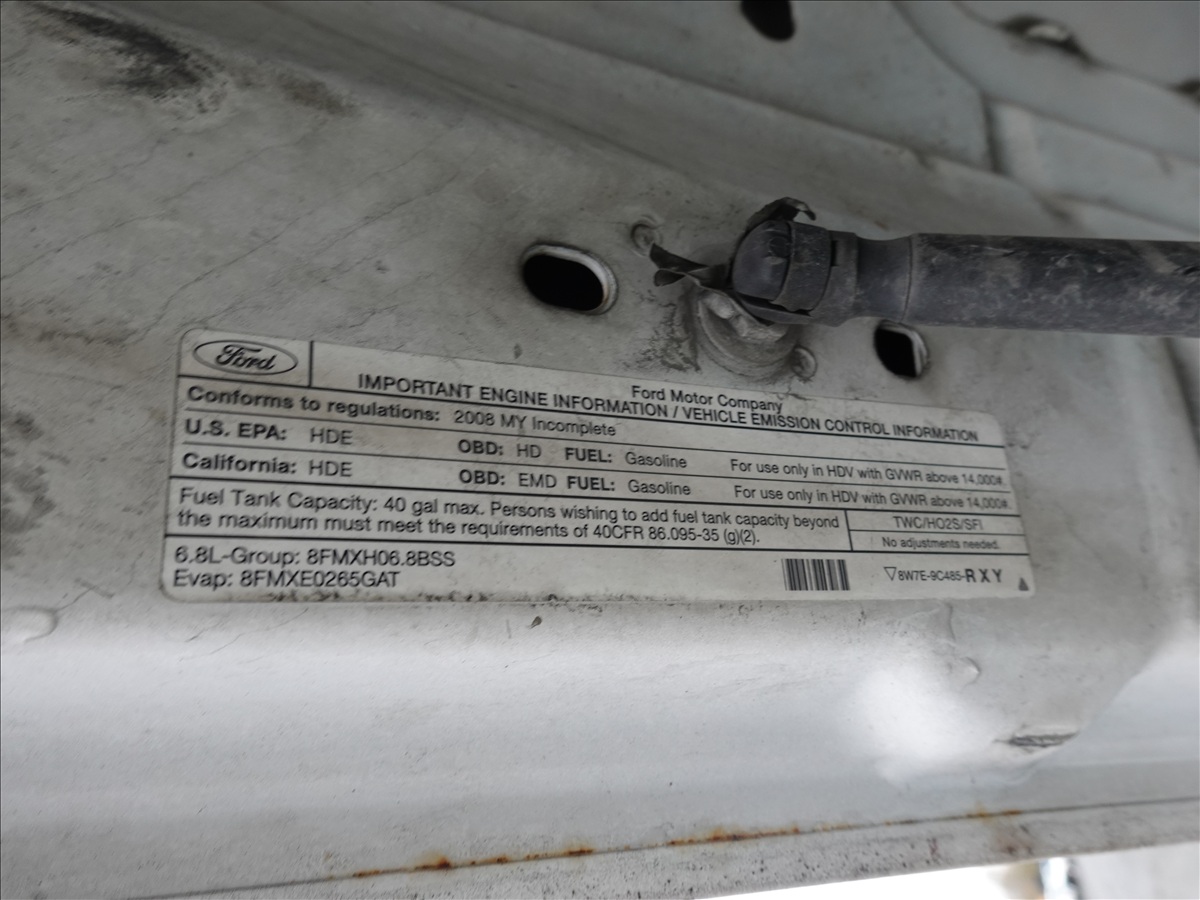 Ford
Ford Motor Company
IMPORTANT ENGINE INFORMATION / VEHICLE EMISSION CONTROL INFORMATION
Conforms to regulations: 2008 MY Incomplete
U.S. EPA: HDE OBD: HD FUEL: Gasoline For use only in HDV with GVWR above 14,000#.
California: HDE OBD: EMD FUEL: Gasoline For use only in HDV with GVWR above 14,000#.
Fuel Tank Capacity: 40 gal max. Persons wishing to add fuel tank capacity beyond
the maximum must meet the requirements of 40CFR 86.095-35 (g)(2).
TWC/HO2S/SFI
No adjustments needed.
6.8L-Group: 8FMXH06.8BSS
Evap: 8FMXE0265GAT
8W7E-9C485-RXY